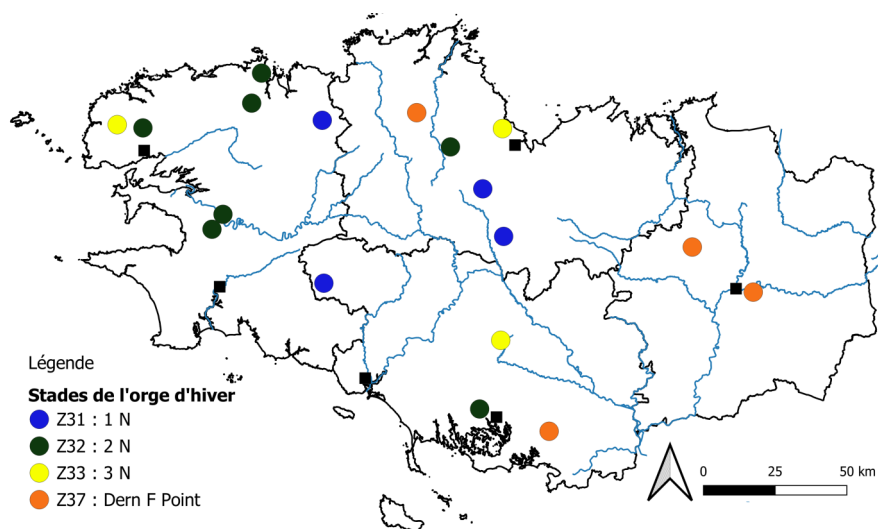 Légende
Stades de l'orge d'hiver
Z31 : 1 N
Z32 : 2 N
Z33 : 3 N
Z37 : Dern F Point
0 25 50 km